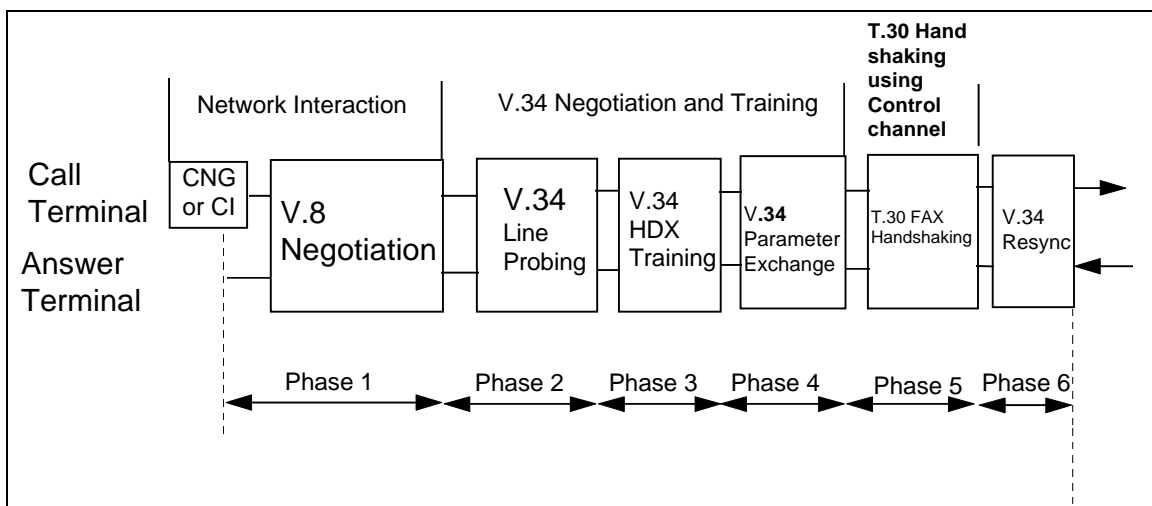 T.30 Hand
shaking
using
Control
channel
Network Interaction
V.34 Negotiation and Training
Call
Terminal
Answer
Terminal
CNG
or CI
V.8
Negotiation
V.34
Line
Probing
V.34
HDX
Training
V.34
Parameter
Exchange
T.30 FAX
Handshaking
V.34
Resync
Phase 1
Phase 2
Phase 3
Phase 4
Phase 5
Phase 6